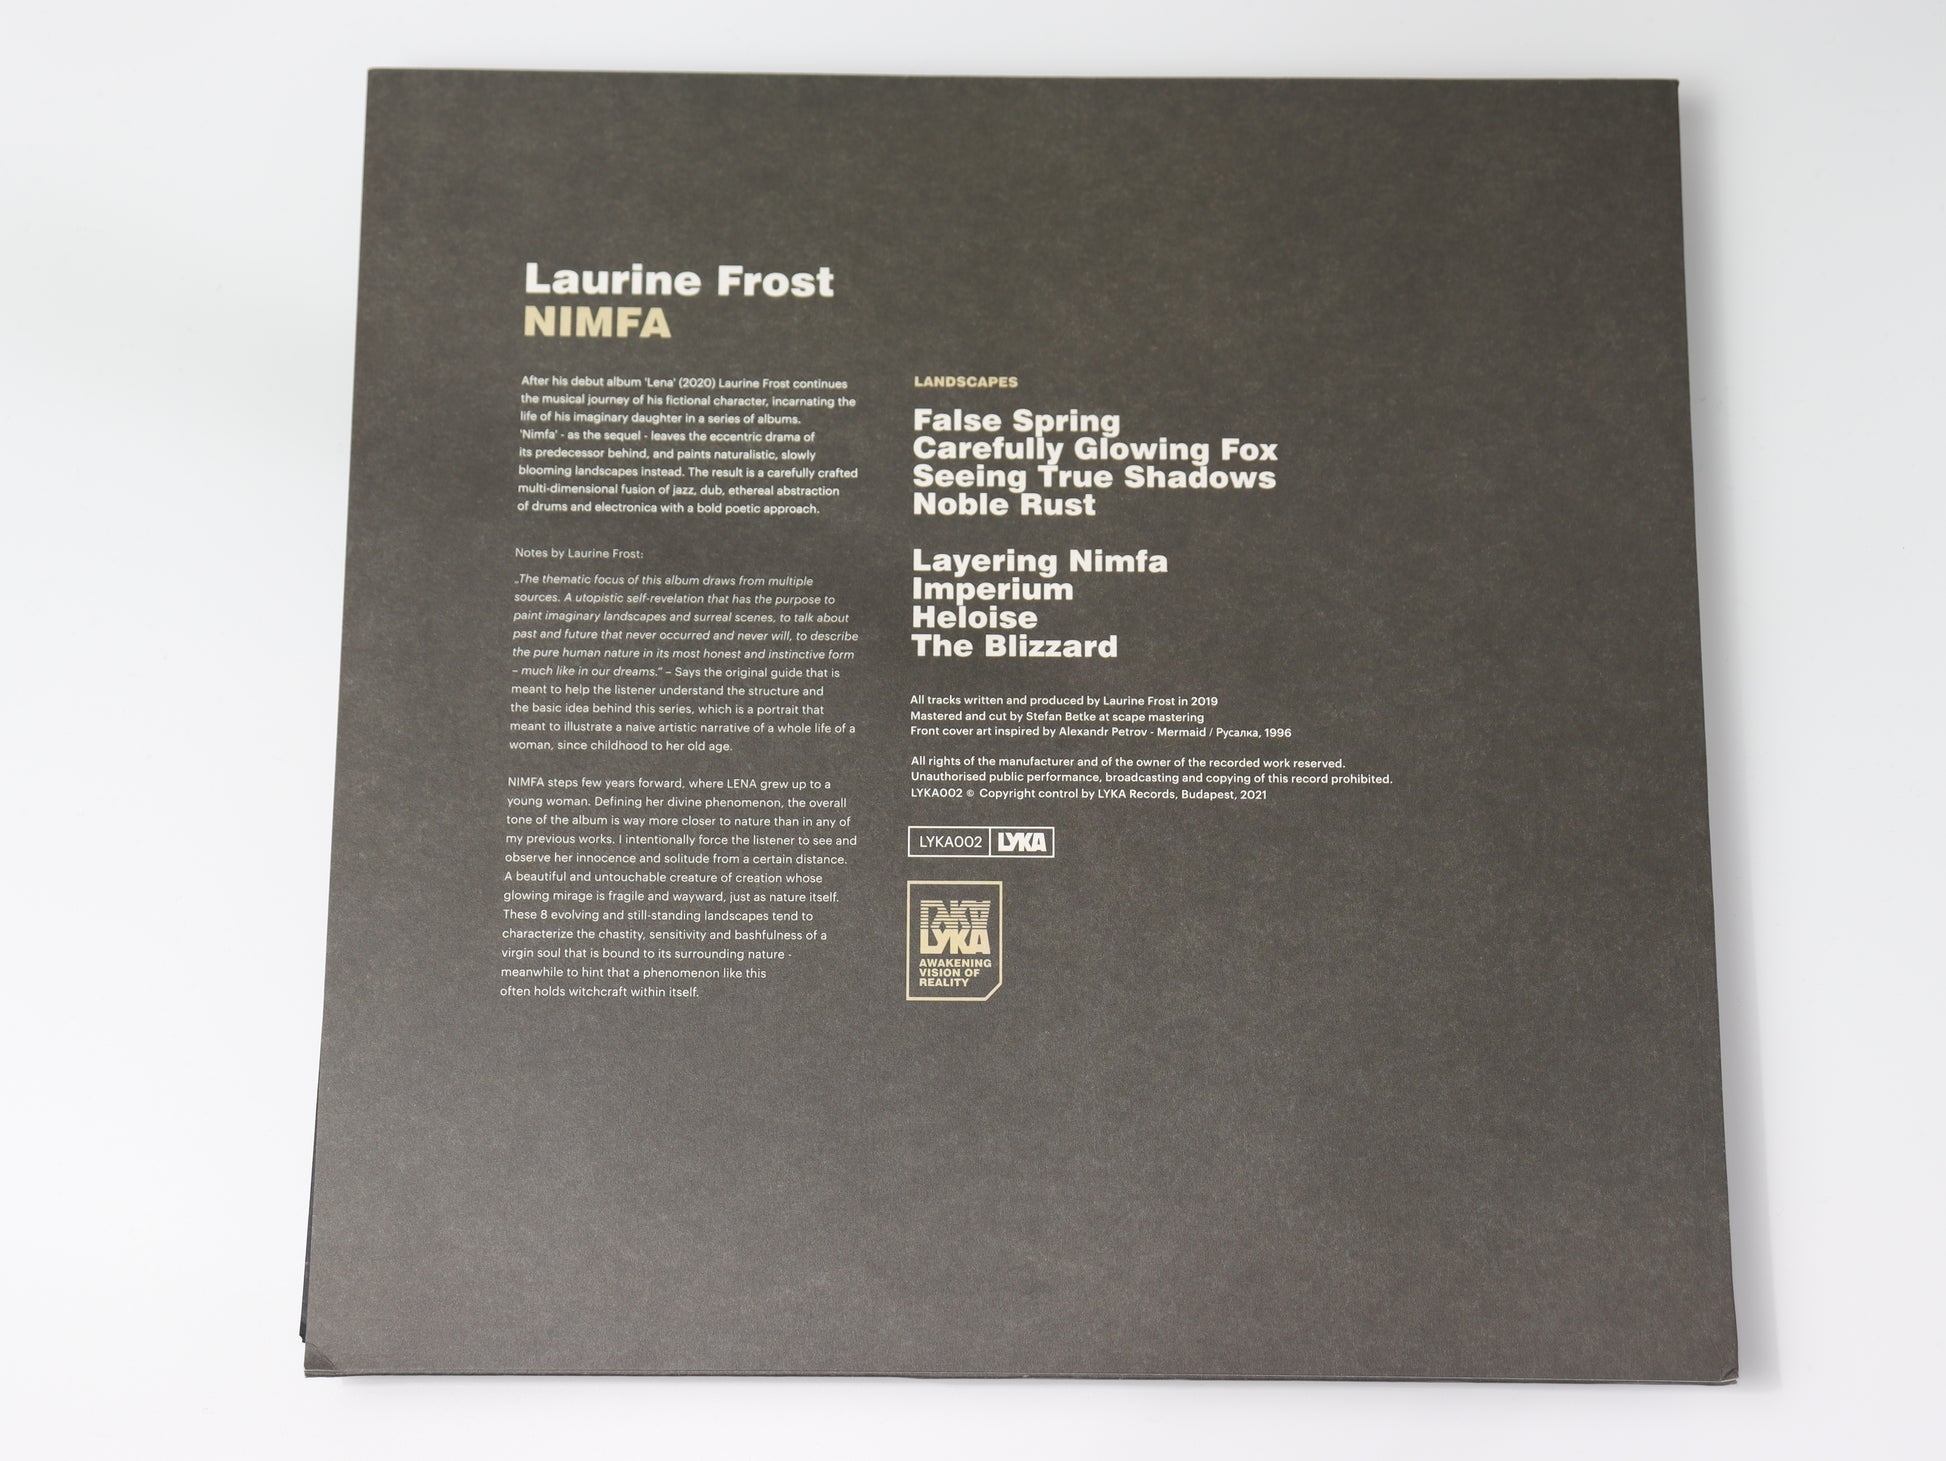 Laurine Frost
NIMFA
After his debut album 'Lena' (2020) Laurine Frost continues
the musical journey of his fictional character, incarnating the
life of his imaginary daughter in a series of albums.
'Nimfa' - as the sequel - leaves the eccentric drama of
its predecessor behind, and paints naturalistic, slowly
blooming landscapes instead. The result is a carefully crafted
multi-dimensional fusion of jazz, dub, ethereal abstraction
of drums and electronica with a bold poetic approach.
Notes by Laurine Frost:
„The thematic focus of this album draws from multiple
sources. A utopistic self-revelation that has the purpose to
paint imaginary landscapes and surreal scenes, to talk about
past and future that never occurred and never will, to describe
the pure human nature in its most honest and instinctive form
– much like in our dreams.” – Says the original guide that is
meant to help the listener understand the structure and
the basic idea behind this series, which is a portrait that
meant to illustrate a naive artistic narrative of a whole life of a
woman, since childhood to her old age.
NIMFA steps few years forward, where LENA grew up to a
young woman. Defining her divine phenomenon, the overall
tone of the album is way more closer to nature than in any of
my previous works. I intentionally force the listener to see and
observe her innocence and solitude from a certain distance.
A beautiful and untouchable creature of creation whose
glowing mirage is fragile and wayward, just as nature itself.
These 8 evolving and still-standing landscapes tend to
characterize the chastity, sensitivity and bashfulness of a
virgin soul that is bound to its surrounding nature -
meanwhile to hint that a phenomenon like this
often holds witchcraft within itself.
LANDSCAPES
False Spring
Carefully Glowing Fox
Seeing True Shadows
Noble Rust
Layering Nimfa
Imperium
Heloise
The Blizzard
All tracks written and produced by Laurine Frost in 2019
Mastered and cut by Stefan Betke at scape mastering
Front cover art inspired by Alexandr Petrov - Mermaid / Русалка, 1996
All rights of the manufacturer and of the owner of the recorded work reserved.
Unauthorised public performance, broadcasting and copying of this record prohibited.
LYKA002 © Copyright control by LYKA Records, Budapest, 2021
LYKA002 LYKA
LYKA
AWAKENING
VISION OF
REALITY